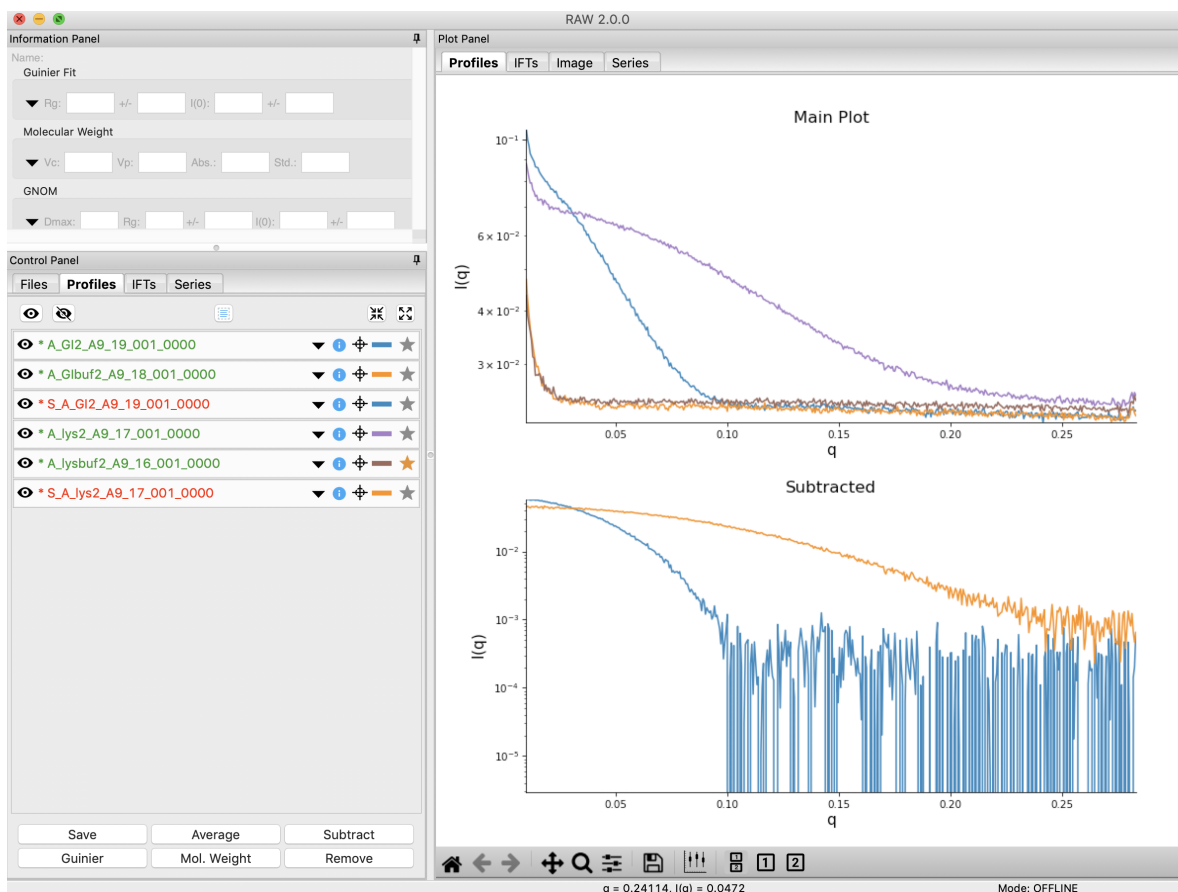 RAW 2.0.0
Information Panel
Name:
Guinier Fit
Rg: +/- I(0): +/-
Molecular Weight
Vc: Vp: Abs.: Std.:
GNOM
Dmax: Rg: +/- I(0): +/-
Control Panel
Files Profiles IFTs Series
* A_GI2_A9_19_001_0000
* A_GIbuf2_A9_18_001_0000
* S_A_GI2_A9_19_001_0000
* A_lys2_A9_17_001_0000
* A_lysbuf2_A9_16_001_0000
* S_A_lys2_A9_17_001_0000
Save Average Subtract
Guinier Mol. Weight Remove
Plot Panel
Profiles IFTs Image Series
Main Plot
10⁻¹
6 × 10⁻²
4 × 10⁻²
3 × 10⁻²
I(q)
0.05 0.10 0.15 0.20 0.25
q
Subtracted
10⁻²
10⁻³
10⁻⁴
10⁻⁵
I(q)
0.05 0.10 0.15 0.20 0.25
q
1
2
1 2
q = 0.24114, I(q) = 0.0472
Mode: OFFLINE